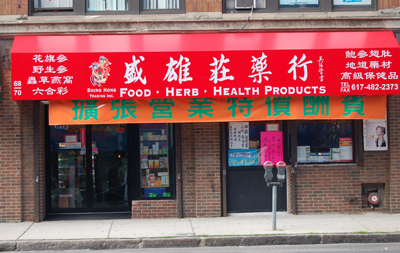 花旗參
野生參
蟲草燕窩
六合彩
68
70
SHING HONG
TRADING INC.
盛雄莊藥行
FOOD · HERB · HEALTH PRODUCTS
鮑參翅肚
地道藥材
高級保健品
TEL: 617-482-2373
擴張營業特價酬賓